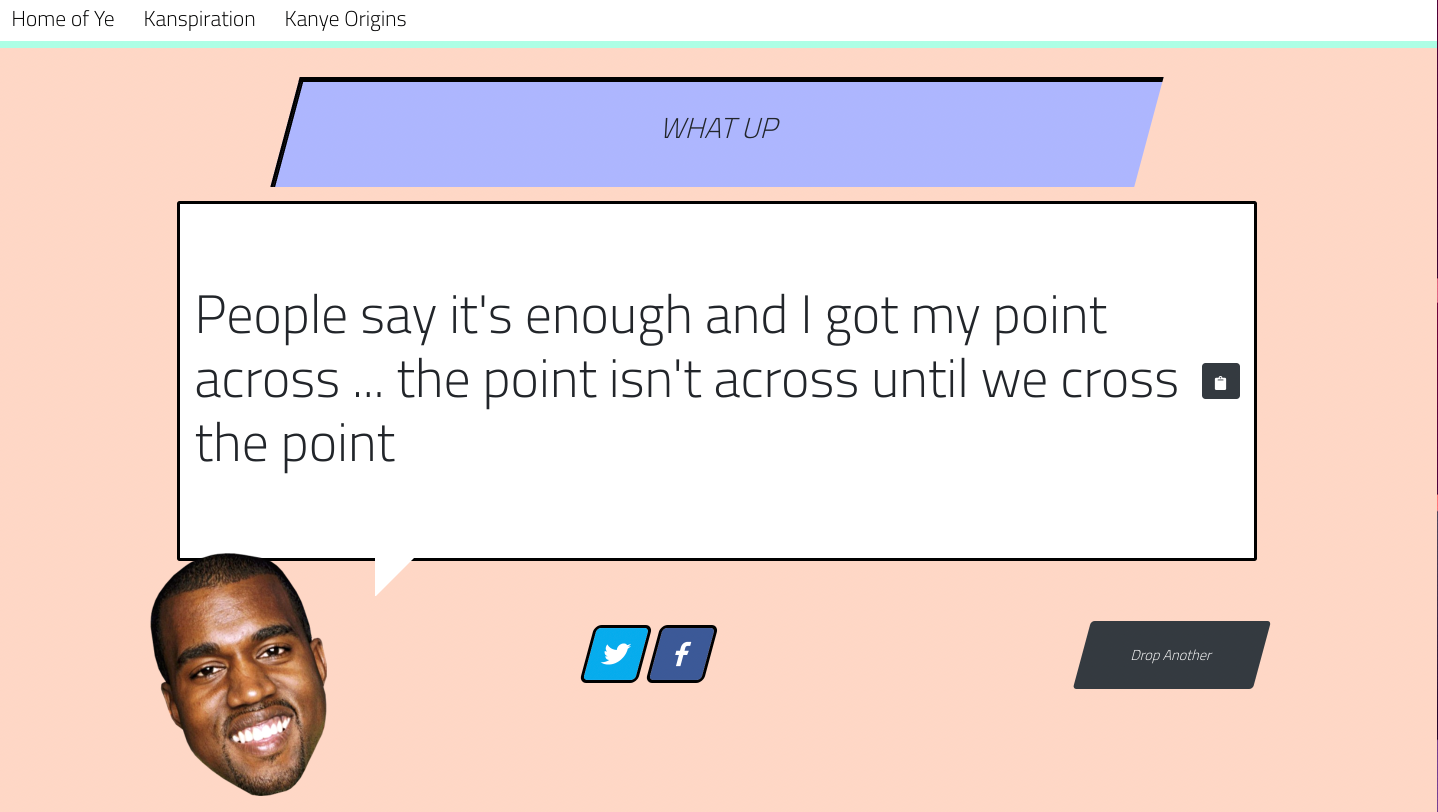 Home of Ye Kanspiration Kanye Origins
WHAT UP
People say it's enough and I got my point
across ... the point isn't across until we cross
the point
Drop Another